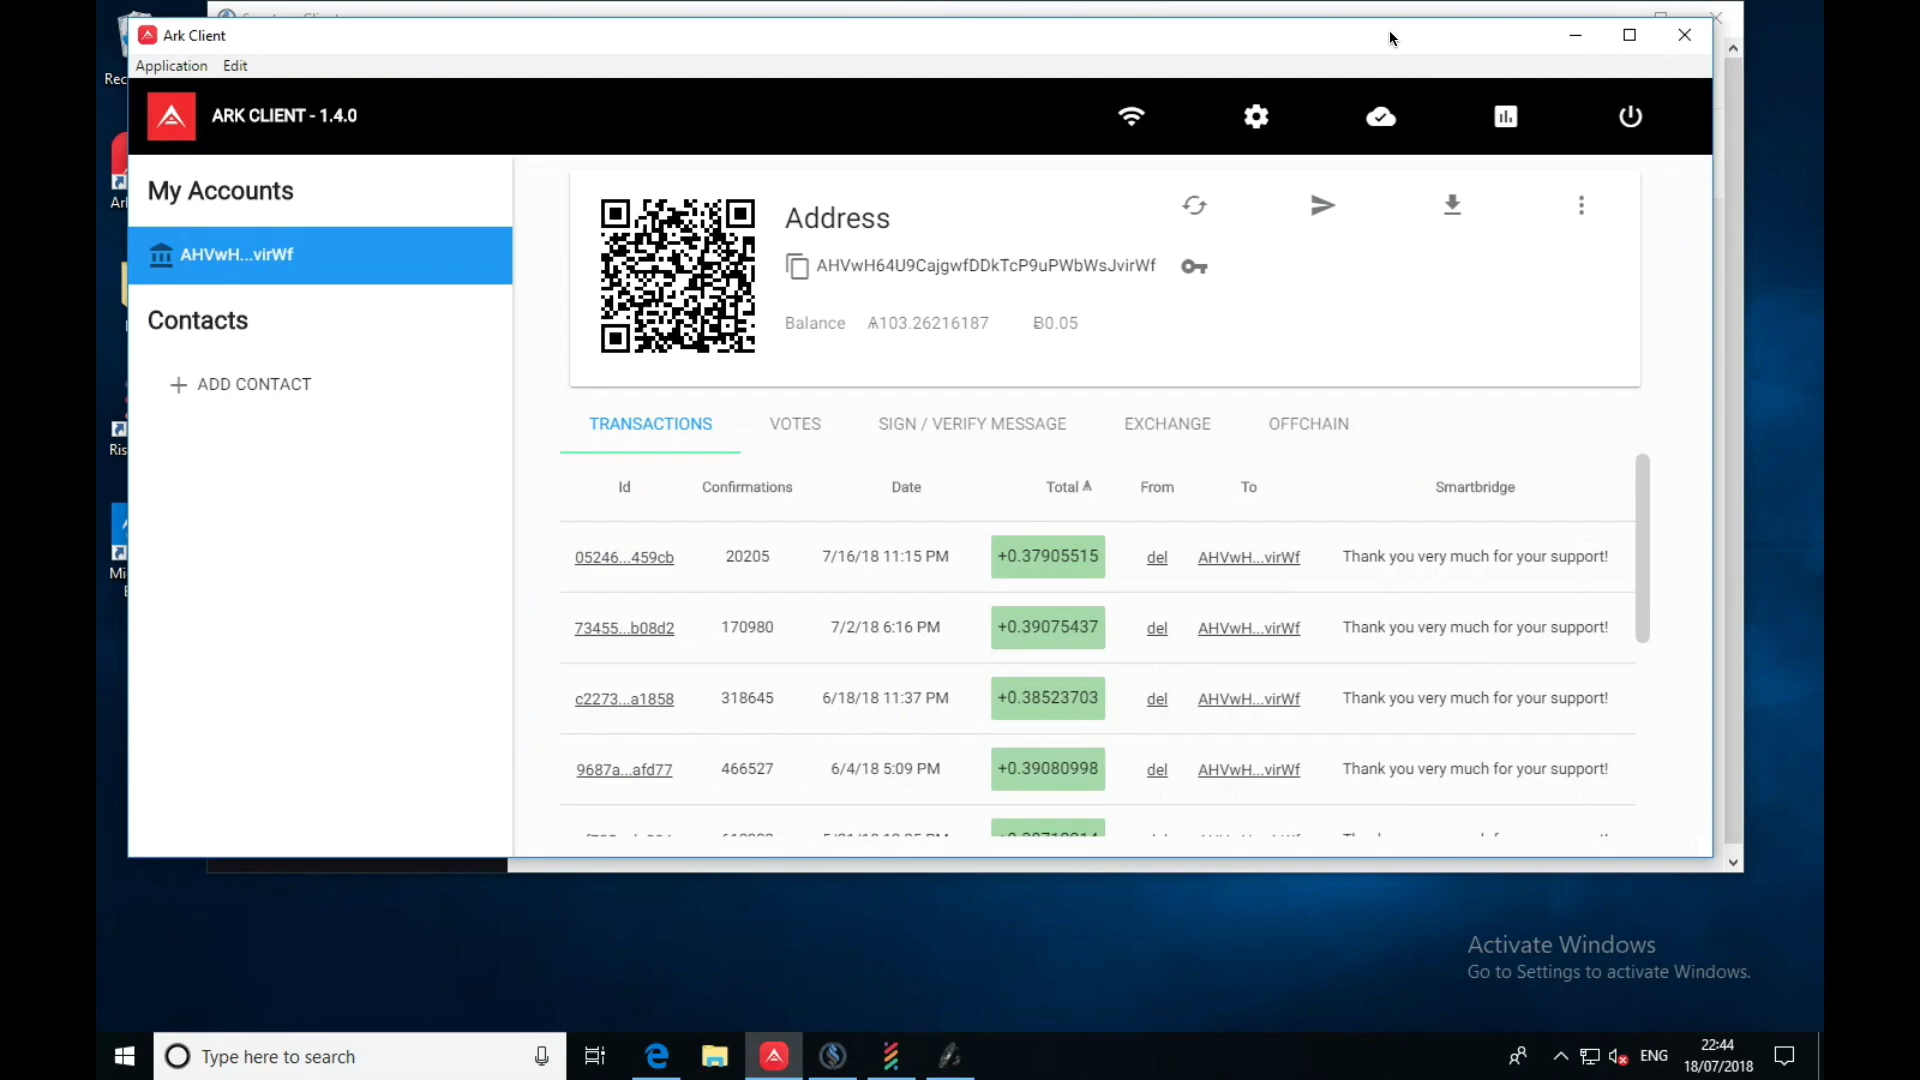 Ark Client
Application Edit
ARK CLIENT - 1.4.0
My Accounts
AHVwH...virWf
Contacts
ADD CONTACT
Address
AHVwH64U9CajgwfDDkTcP9uPWbWsJvirWf
Balance Ѧ103.26216187 Ƀ0.05
TRANSACTIONS VOTES SIGN / VERIFY MESSAGE EXCHANGE OFFCHAIN
Id Confirmations Date Total Ѧ From To Smartbridge
05246...459cb 20205 7/16/18 11:15 PM +0.37905515 del AHVwH...virWf Thank you very much for your support!
73455...b08d2 170980 7/2/18 6:16 PM +0.39075437 del AHVwH...virWf Thank you very much for your support!
c2273...a1858 318645 6/18/18 11:37 PM +0.38523703 del AHVwH...virWf Thank you very much for your support!
9687a...afd77 466527 6/4/18 5:09 PM +0.39080998 del AHVwH...virWf Thank you very much for your support!
Rec
Ark
Ris
Mi
Activate Windows
Go to Settings to activate Windows.
Type here to search
ENG
22:44
18/07/2018